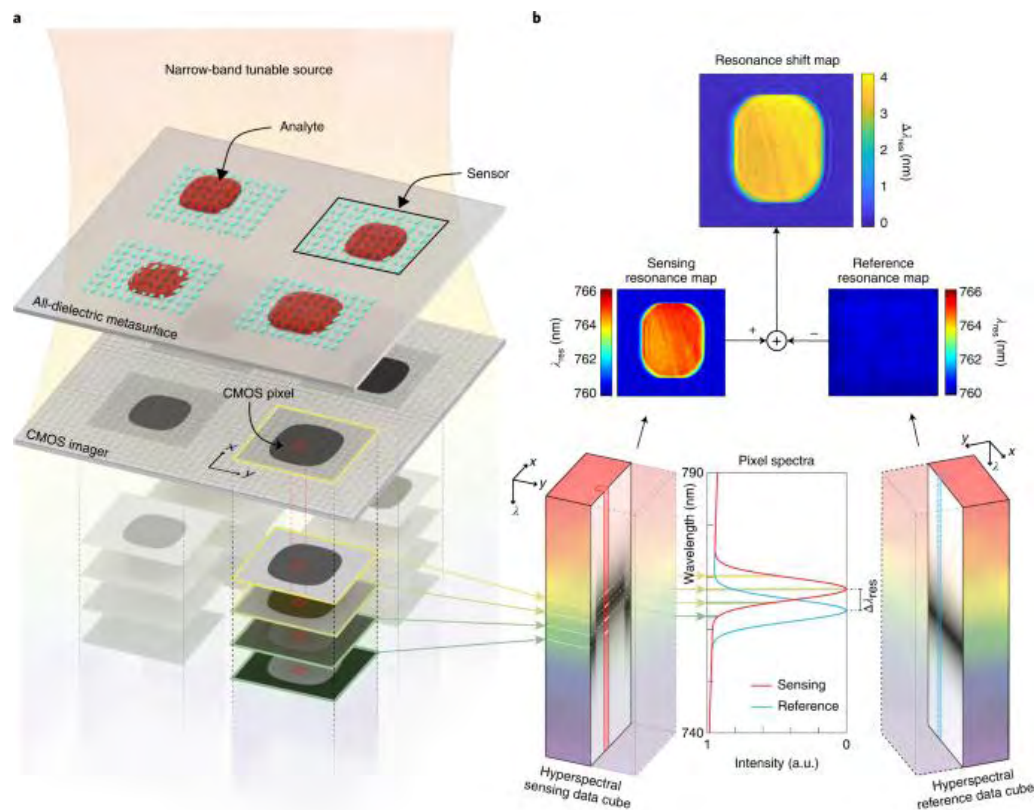 a
Narrow-band tunable source
Analyte
Sensor
All-dielectric metasurface
CMOS pixel
CMOS imager
x
y
b
Resonance shift map
4
3
2
1
0
Δλres (nm)
Sensing
resonance map
Reference
resonance map
766
764
762
760
λres (nm)
+
+
−
766
764
762
760
λres (nm)
x
y
λ
Pixel spectra
790
Wavelength (nm)
740
1
0
Intensity (a.u.)
Δλres
Sensing
Reference
y
x
λ
Hyperspectral
sensing data cube
Hyperspectral
reference data cube